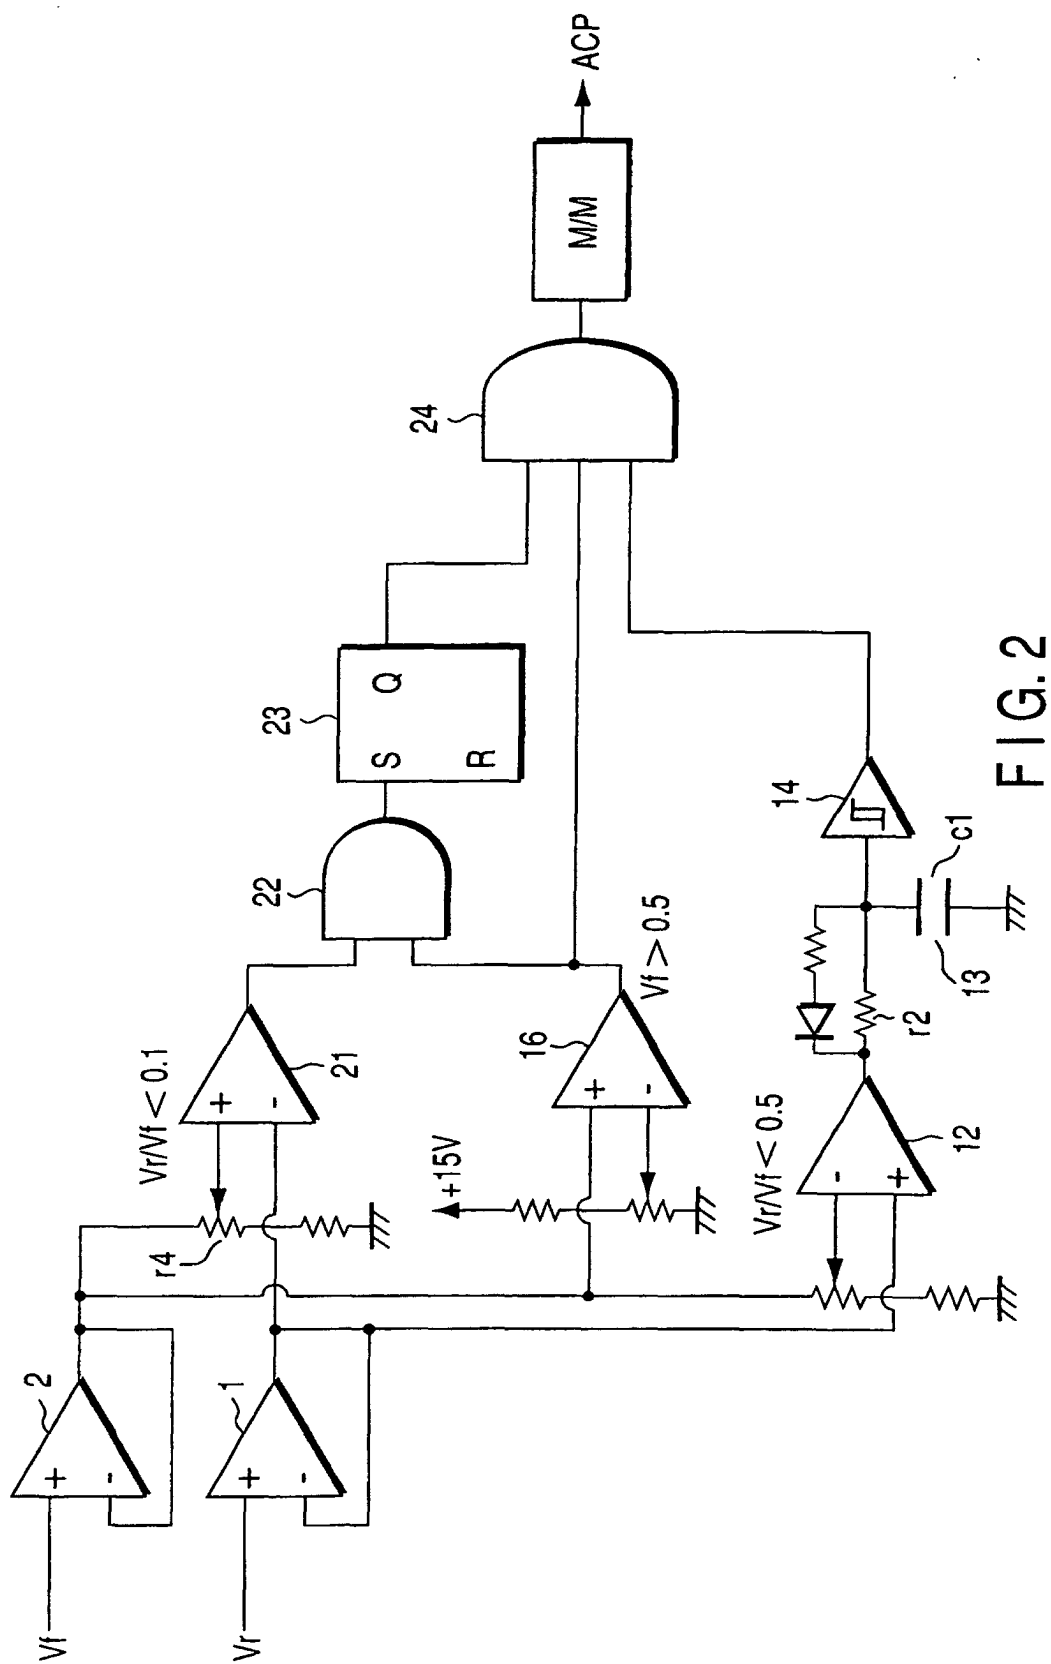 Vf
Vr
2
1
+
-
+
-
r4
Vr/Vf < 0.1
+
-
21
+15V
16
+
-
Vf > 0.5
Vr/Vf < 0.5
-
+
12
r2
13
c1
14
22
23
S
Q
R
24
M/M
ACP
FIG. 2